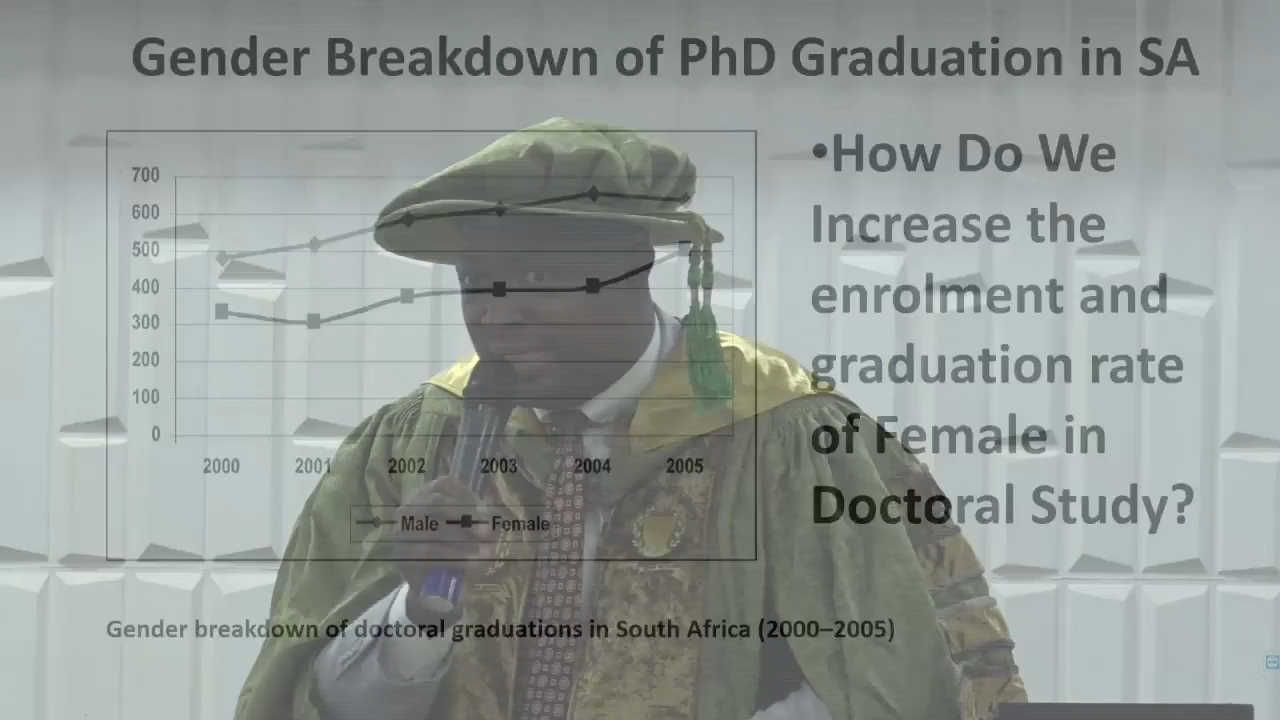 Gender Breakdown of PhD Graduation in SA
700
600
500
400
300
200
100
0
2000 2001 2002 2003 2004 2005
Male Female
Gender breakdown of doctoral graduations in South Africa (2000–2005)
•How Do We
Increase the
enrolment and
graduation rate
of Female in
Doctoral Study?